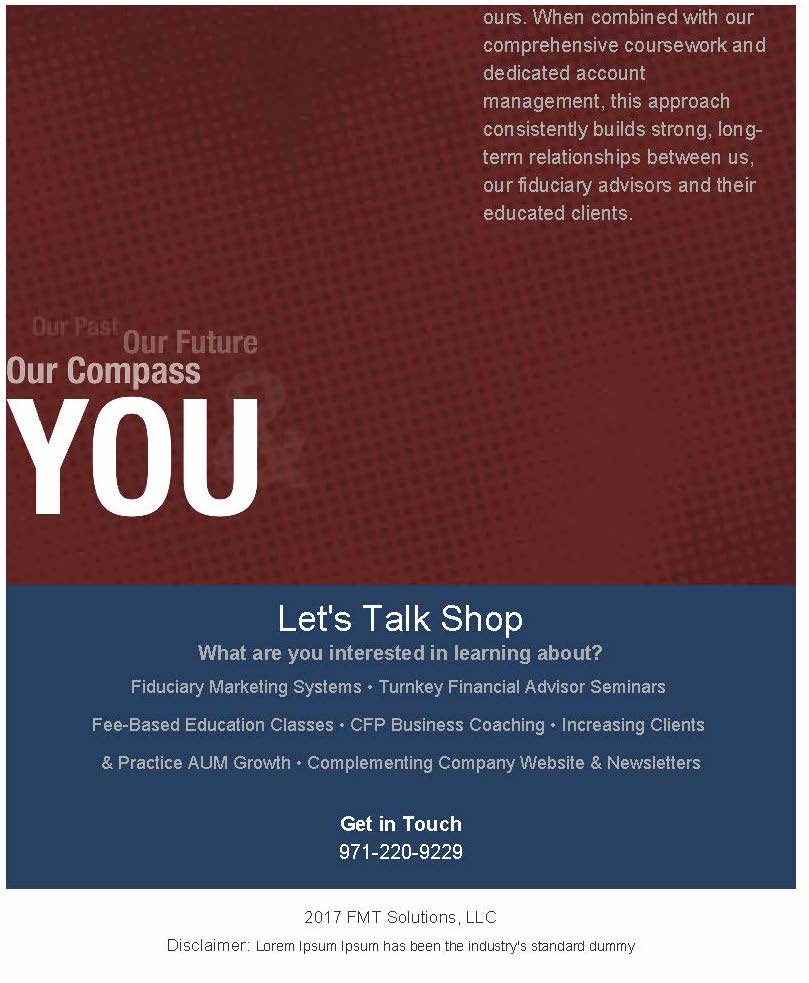 ours. When combined with our
comprehensive coursework and
dedicated account
management, this approach
consistently builds strong, long-
term relationships between us,
our fiduciary advisors and their
educated clients.
Our Past
Our Future
Our Compass
&
YOU
Let's Talk Shop
What are you interested in learning about?
Fiduciary Marketing Systems • Turnkey Financial Advisor Seminars
Fee-Based Education Classes • CFP Business Coaching • Increasing Clients
& Practice AUM Growth • Complementing Company Website & Newsletters
Get in Touch
971-220-9229
2017 FMT Solutions, LLC
Disclaimer: Lorem Ipsum Ipsum has been the industry's standard dummy